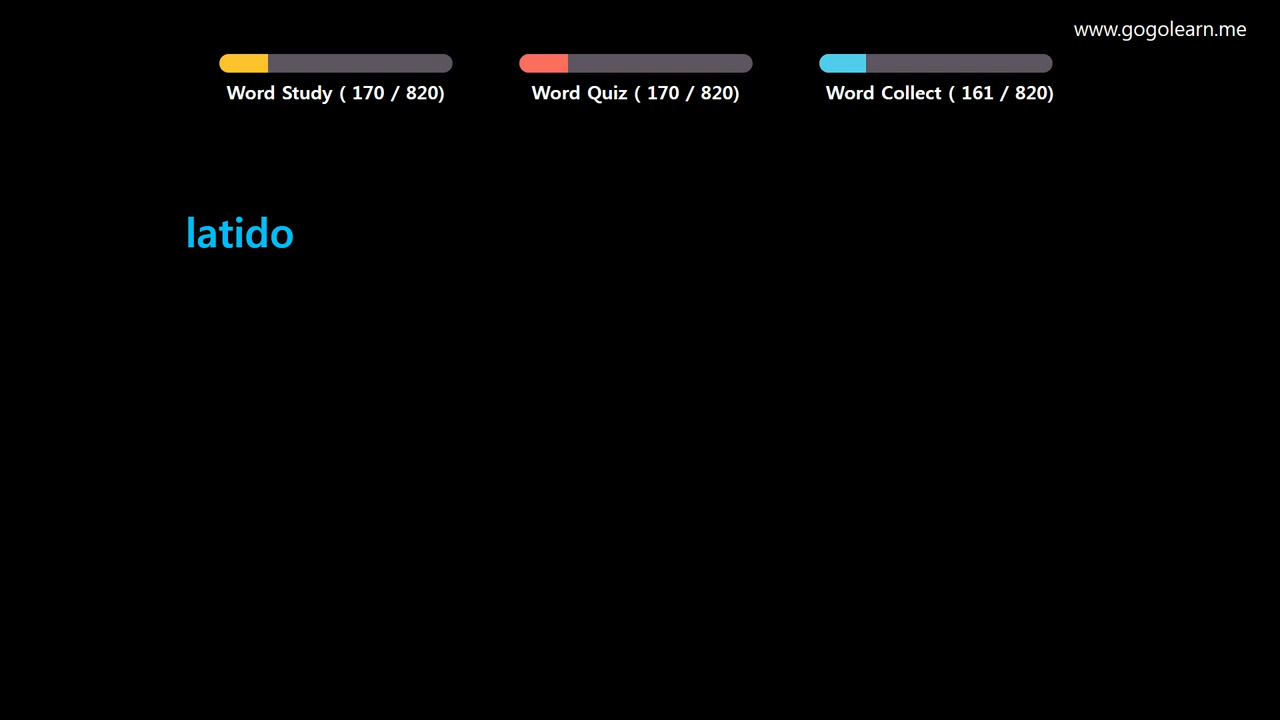 www.gogolearn.me
Word Study ( 170 / 820)
Word Quiz ( 170 / 820)
Word Collect ( 161 / 820)
latido